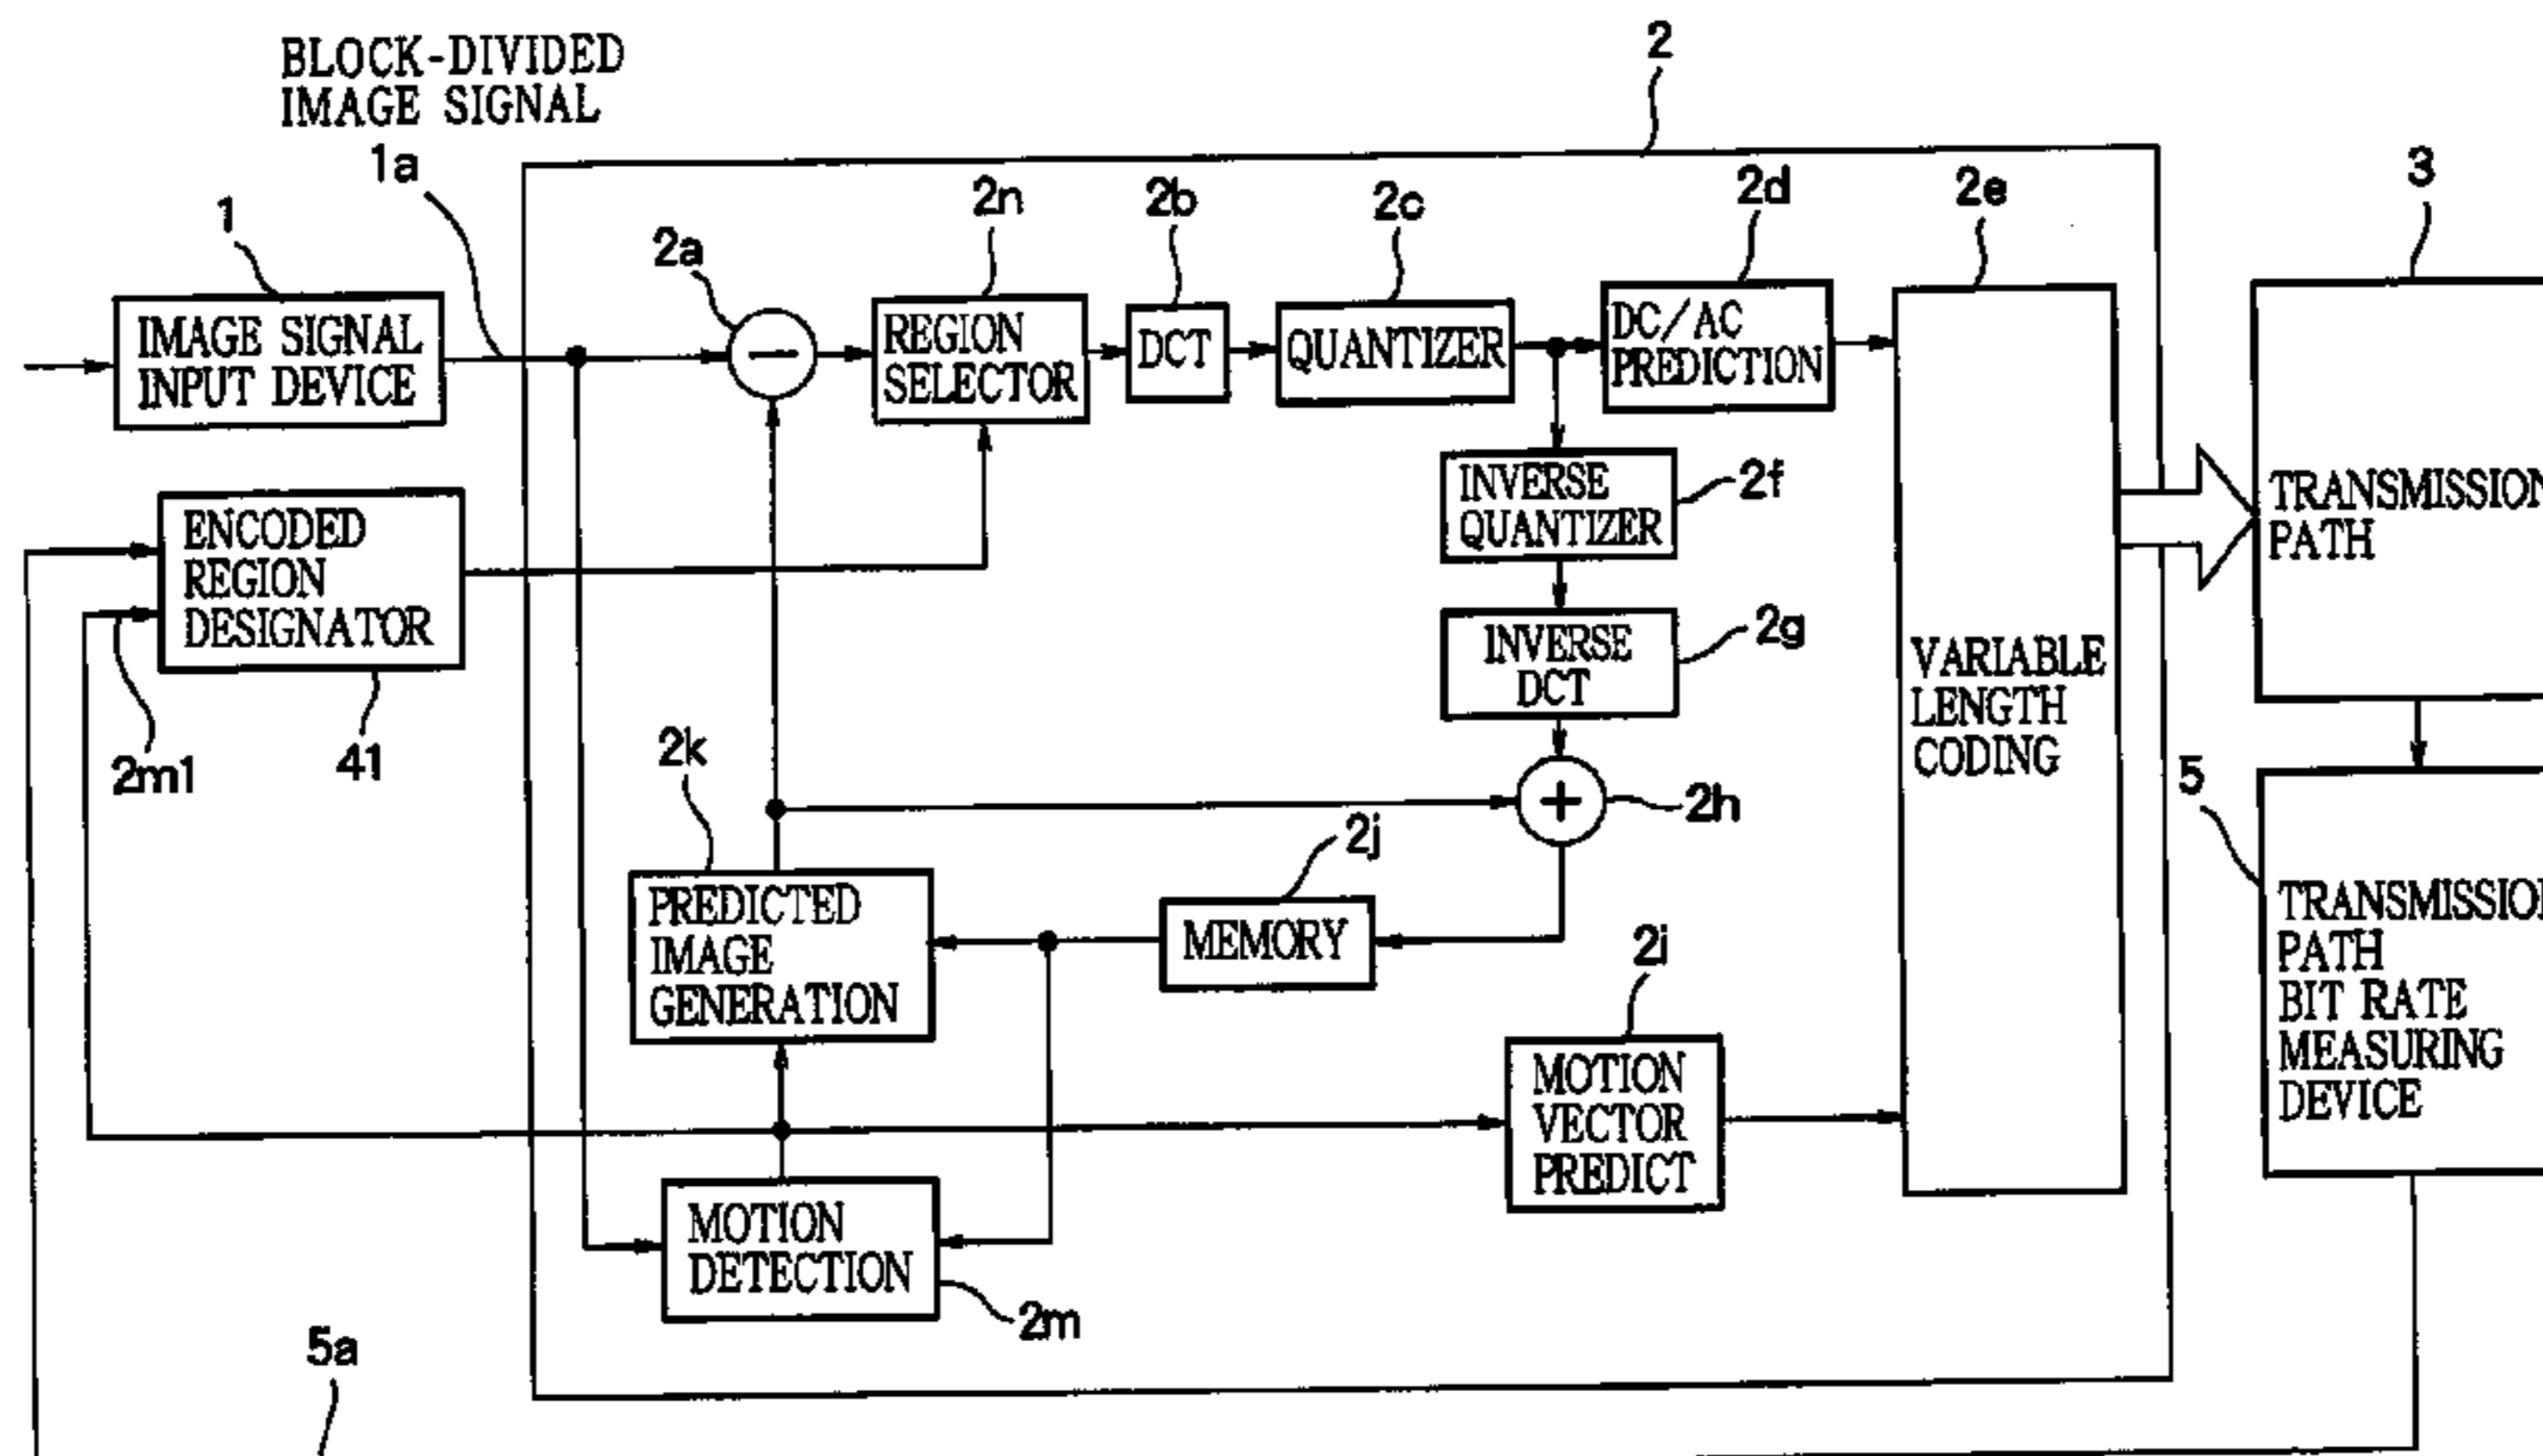 BLOCK-DIVIDED
IMAGE SIGNAL
1a
2
1
2a
2n
2b
2c
2d
2e
3
IMAGE SIGNAL
INPUT DEVICE
REGION
SELECTOR
DCT
QUANTIZER
DC/AC
PREDICTION
ENCODED
REGION
DESIGNATOR
INVERSE
QUANTIZER
2f
TRANSMISSION
PATH
INVERSE
DCT
2g
VARIABLE
LENGTH
CODING
2m1
41
2k
2h
5
2j
PREDICTED
IMAGE
GENERATION
MEMORY
2i
TRANSMISSION
PATH
BIT RATE
MEASURING
DEVICE
MOTION
VECTOR
PREDICT
MOTION
DETECTION
2m
5a